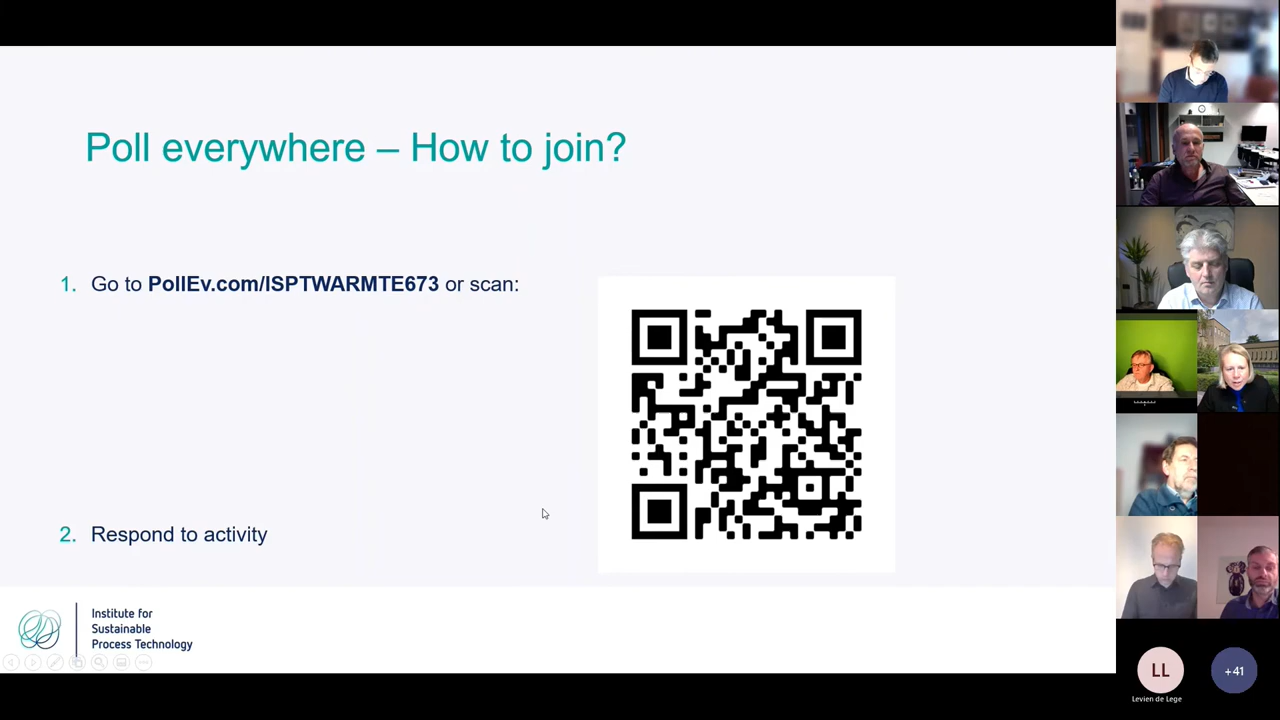 Poll everywhere – How to join?
1. Go to PollEv.com/ISPTWARMTE673 or scan:
2. Respond to activity
Institute for
Sustainable
Process Technology
LL
Levien de Lege
+41